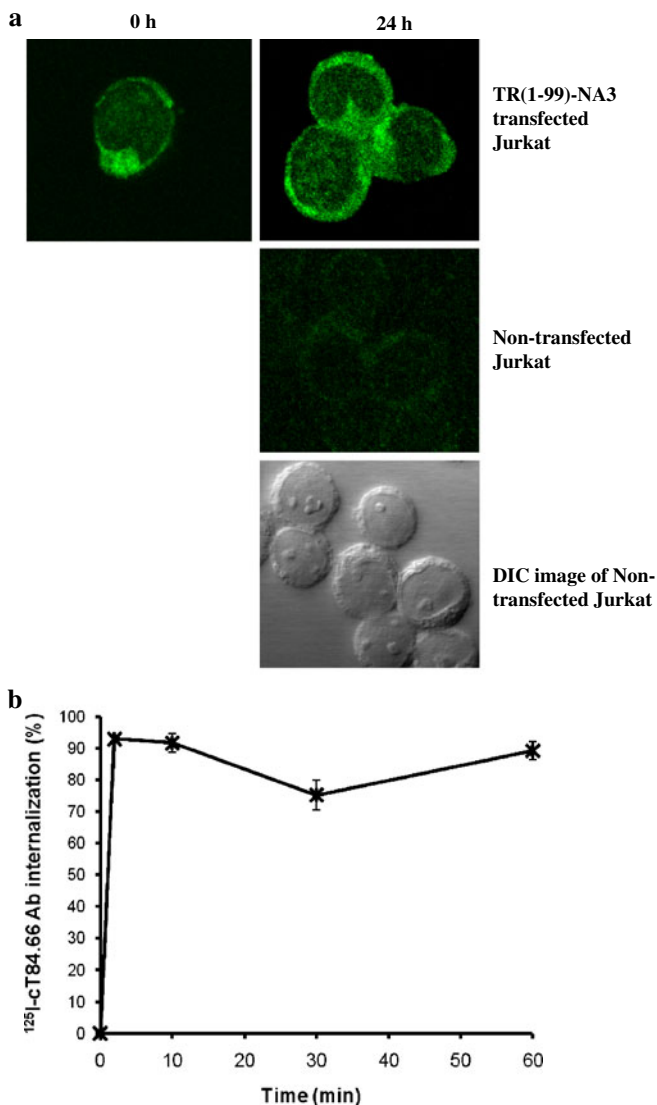 a
0 h
24 h
TR(1-99)-NA3
transfected
Jurkat
Non-transfected
Jurkat
DIC image of Non-
transfected Jurkat
b
¹²⁵I-cT84.66 Ab internalization (%)
100
90
80
70
60
50
40
30
20
10
0
0
10
20
30
40
50
60
Time (min)